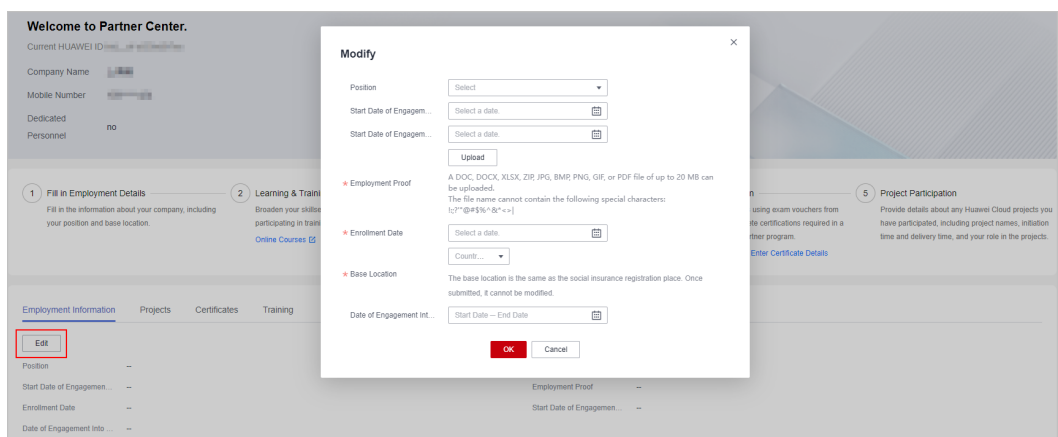 Welcome to Partner Center.
Current HUAWEI ID
Company Name
Mobile Number
Dedicated
Personnel
no
Modify
Position
Select
Start Date of Engagem...
Select a date.
Start Date of Engagem...
Select a date.
Upload
* Employment Proof
A DOC, DOCX, XLSX, ZIP, JPG, BMP, PNG, GIF, or PDF file of up to 20 MB can
be uploaded.
The file name cannot contain the following special characters:
!;:?'"@#$%^&*<>|
* Enrollment Date
Select a date.
Countr...
* Base Location
The base location is the same as the social insurance registration place. Once
submitted, it cannot be modified.
Date of Engagement Int...
Start Date -- End Date
OK
Cancel
1
Fill in Employment Details
Fill in the information about your company, including
your position and base location.
2
Learning & Traini
Broaden your skillse
participating in traini
Online Courses
n
using exam vouchers from
te certifications required in a
rtner program.
Enter Certificate Details
5
Project Participation
Provide details about any Huawei Cloud projects you
have participated, including project names, initiation
time and delivery time, and your role in the projects.
Employment Information
Projects
Certificates
Training
Edit
Position --
Start Date of Engagemen... --
Employment Proof --
Enrollment Date --
Start Date of Engagemen... --
Date of Engagement Into ... --